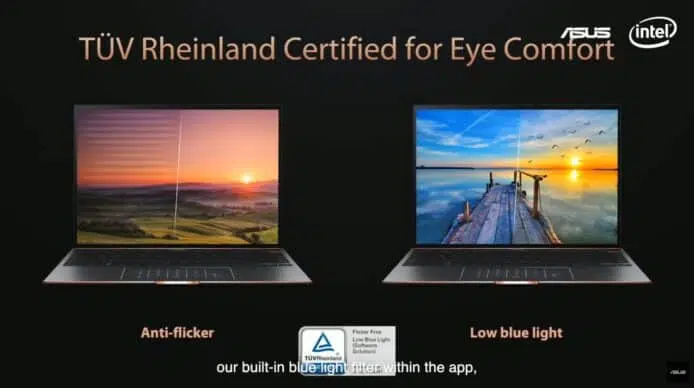 TÜV Rheinland Certified for Eye Comfort
ASUS
intel
Anti-flicker
Low blue light
TÜVRheinland
Flicker Free
Low Blue Light
(Software
Solution)
our built-in blue light filter within the app,
ASUS